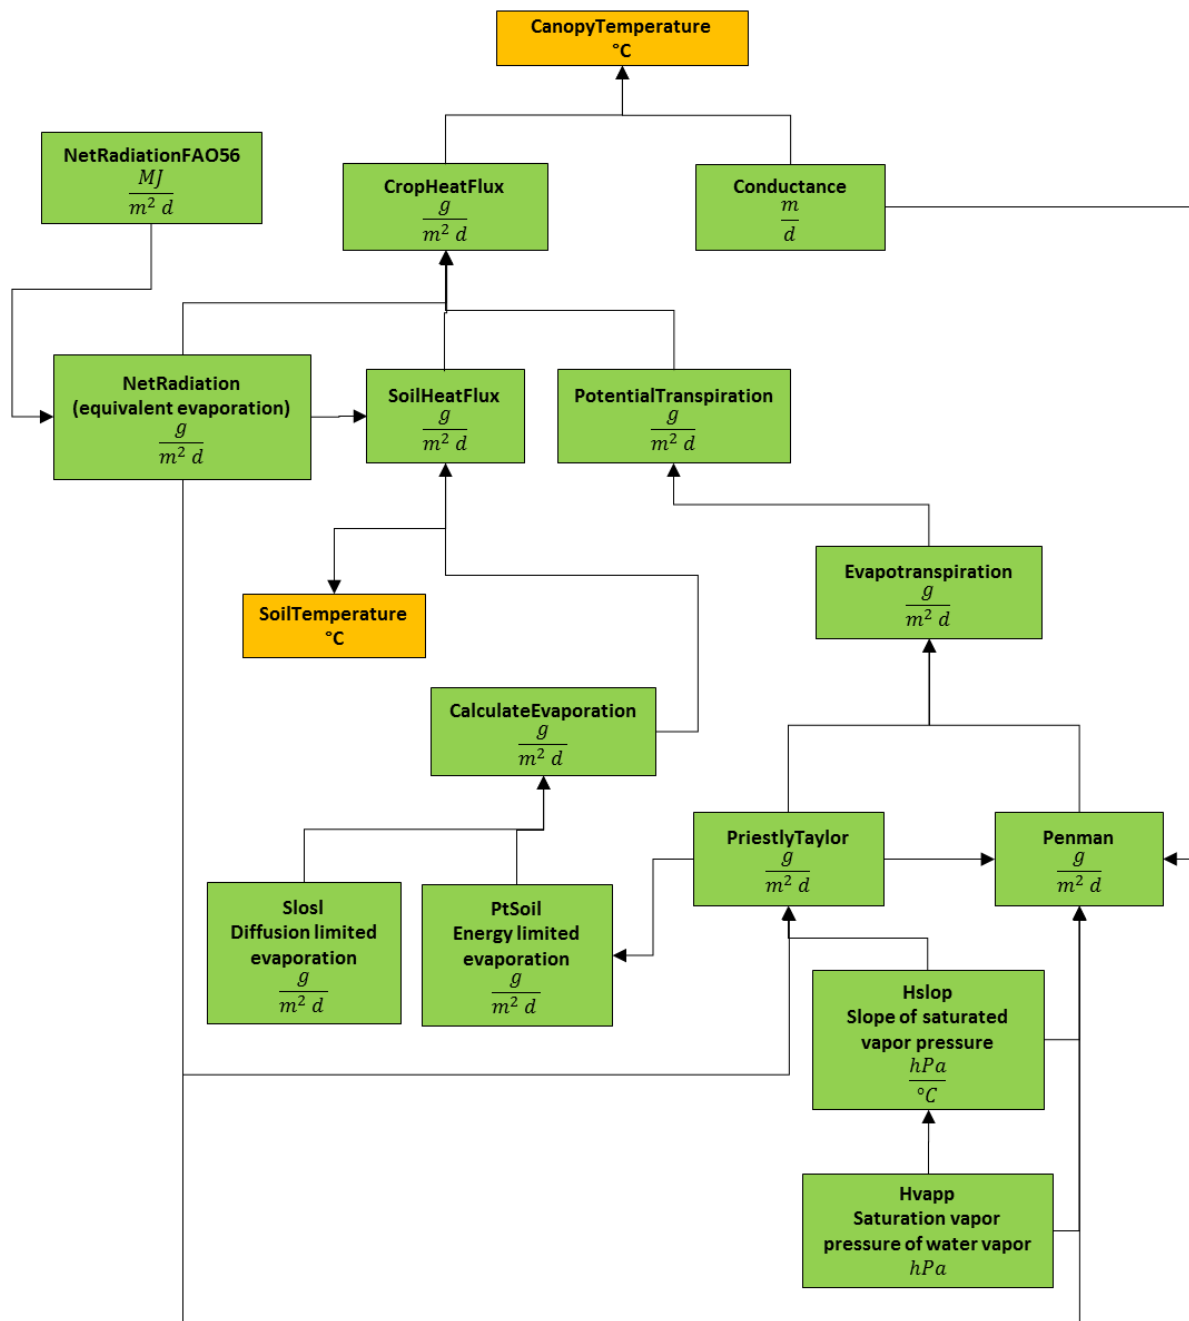 CanopyTemperature
°C
NetRadiationFAO56
MJ
m² d
CropHeatFlux
g
m² d
Conductance
m
d
NetRadiation
(equivalent evaporation)
g
m² d
SoilHeatFlux
g
m² d
PotentialTranspiration
g
m² d
Evapotranspiration
g
m² d
SoilTemperature
°C
CalculateEvaporation
g
m² d
PriestlyTaylor
g
m² d
Penman
g
m² d
Slosl
Diffusion limited
evaporation
g
m² d
PtSoil
Energy limited
evaporation
g
m² d
Hslop
Slope of saturated
vapor pressure
hPa
°C
Hvapp
Saturation vapor
pressure of water vapor
hPa